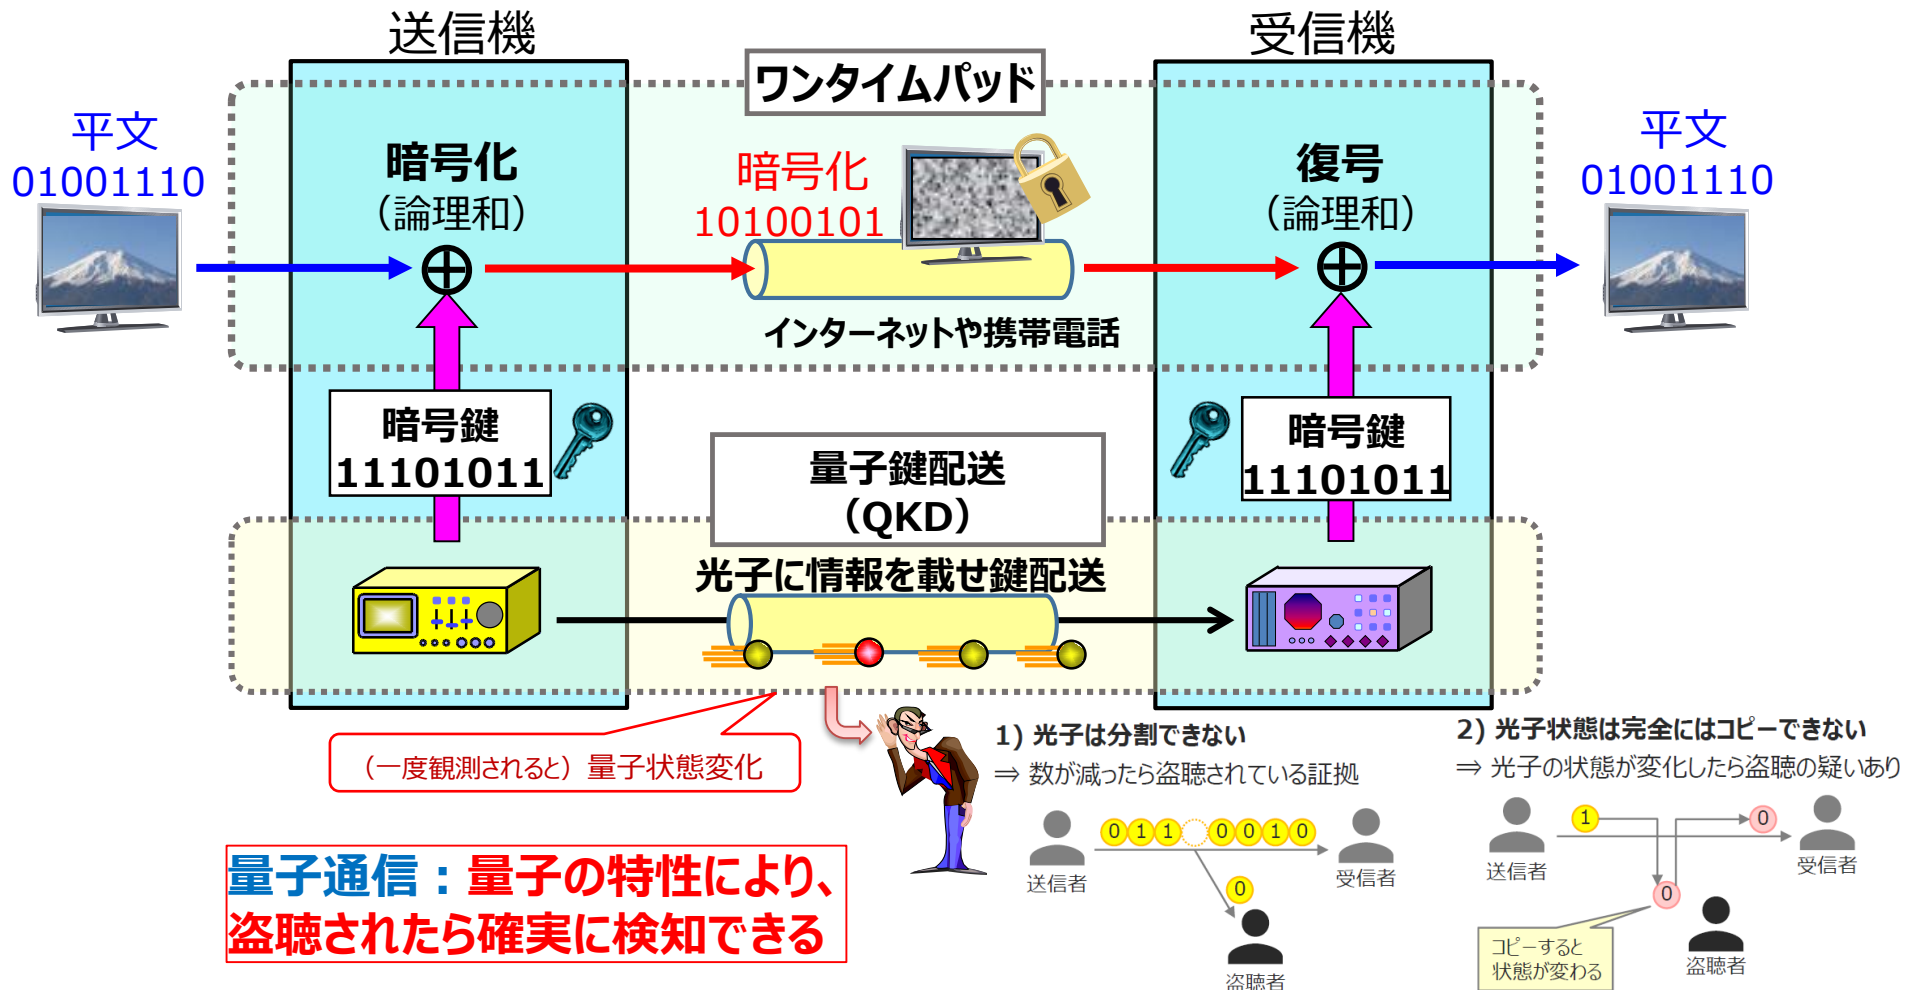 送信機
受信機
ワンタイムパッド
平文
01001110
暗号化
（論理和）
暗号化
10100101
復号
（論理和）
平文
01001110
インターネットや携帯電話
暗号鍵
11101011
暗号鍵
11101011
量子鍵配送
（QKD）
光子に情報を載せ鍵配送
（一度観測されると）量子状態変化
量子通信：量子の特性により、
盗聴されたら確実に検知できる
1) 光子は分割できない
⇒ 数が減ったら盗聴されている証拠
0 1 1 0 0 1 0
0
送信者
受信者
盗聴者
2) 光子状態は完全にはコピーできない
⇒ 光子の状態が変化したら盗聴の疑いあり
1
0
送信者
受信者
0
コピーすると
状態が変わる
盗聴者